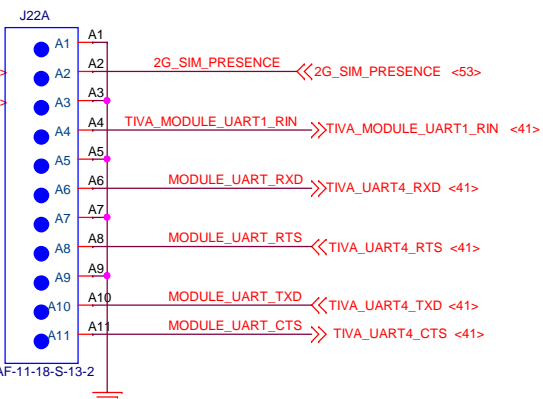 J22A
A1 A1
A2 A2 2G_SIM_PRESENCE 2G_SIM_PRESENCE <53>
A3 A3
A4 A4 TIVA_MODULE_UART1_RIN TIVA_MODULE_UART1_RIN <41>
A5 A5
A6 A6 MODULE_UART_RXD TIVA_UART4_RXD <41>
A7 A7
A8 A8 MODULE_UART_RTS TIVA_UART4_RTS <41>
A9 A9
A10 A10 MODULE_UART_TXD TIVA_UART4_TXD <41>
A11 A11 MODULE_UART_CTS TIVA_UART4_CTS <41>
AF-11-18-S-13-2